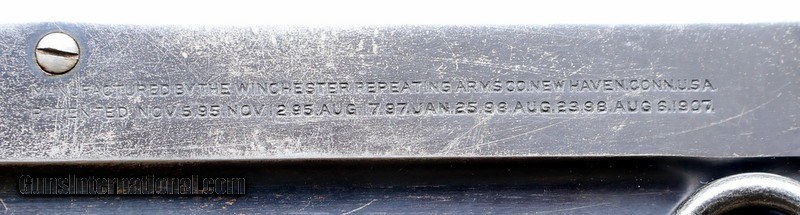 MANUFACTURED BY THE WINCHESTER REPEATING ARMS CO. NEW HAVEN. CONN. U.S.A.
PATENTED. NOV. 5. 95. NOV. 12. 95. AUG. 17. 97. JAN. 25. 98. AUG. 23. 98. AUG 6. 1907.
GunsInternational.com